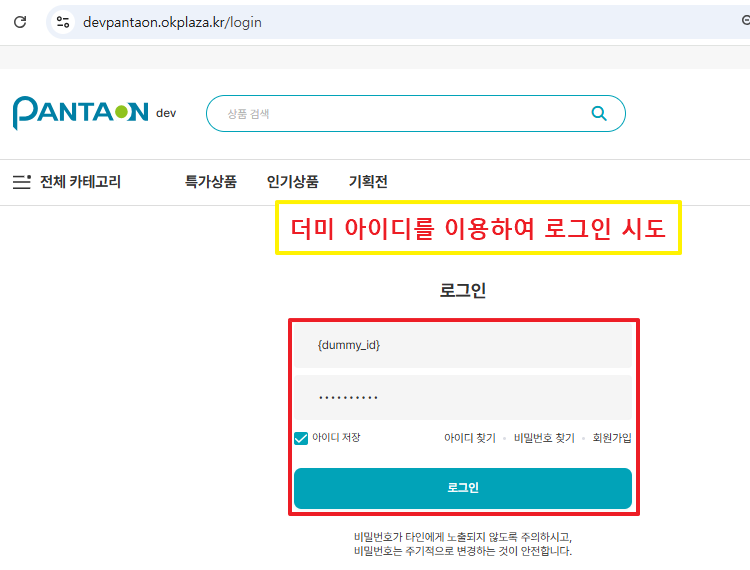 devpantaon.okplaza.kr/login
PANTAON dev
상품 검색
전체 카테고리 특가상품 인기상품 기획전
더미 아이디를 이용하여 로그인 시도
로그인
{dummy_id}
••••••••••
아이디 저장 아이디 찾기 • 비밀번호 찾기 • 회원가입
로그인
비밀번호가 타인에게 노출되지 않도록 주의하시고,
비밀번호는 주기적으로 변경하는 것이 안전합니다.